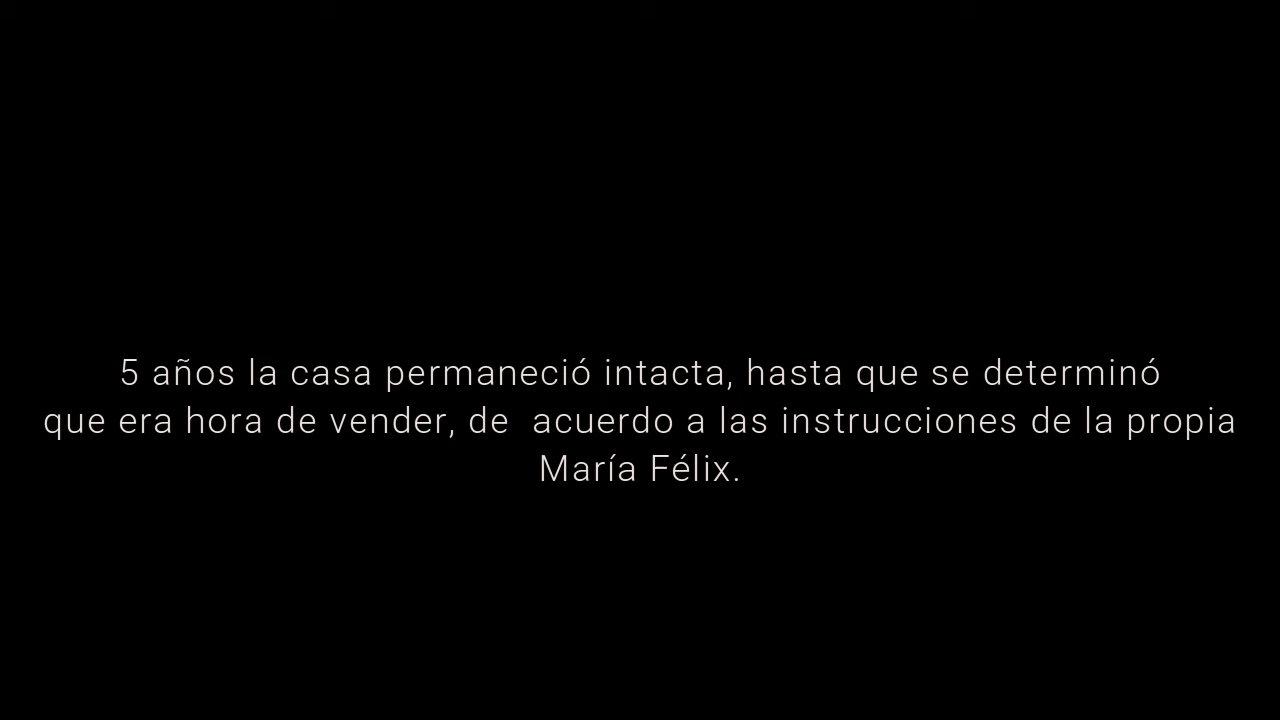 5 años la casa permaneció intacta, hasta que se determinó
que era hora de vender, de  acuerdo a las instrucciones de la propia
María Félix.